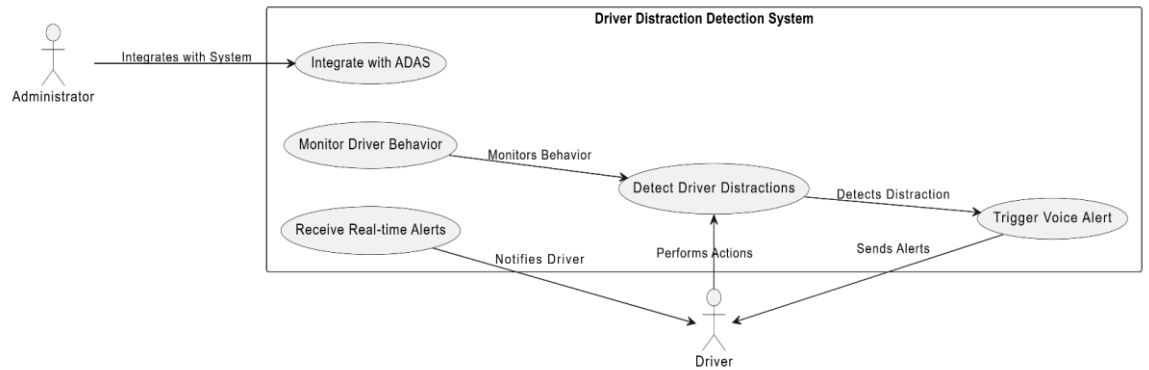 Driver Distraction Detection System
Integrates with System
Integrate with ADAS
Administrator
Monitor Driver Behavior
Monitors Behavior
Detect Driver Distractions
Detects Distraction
Trigger Voice Alert
Receive Real-time Alerts
Notifies Driver
Performs Actions
Sends Alerts
Driver